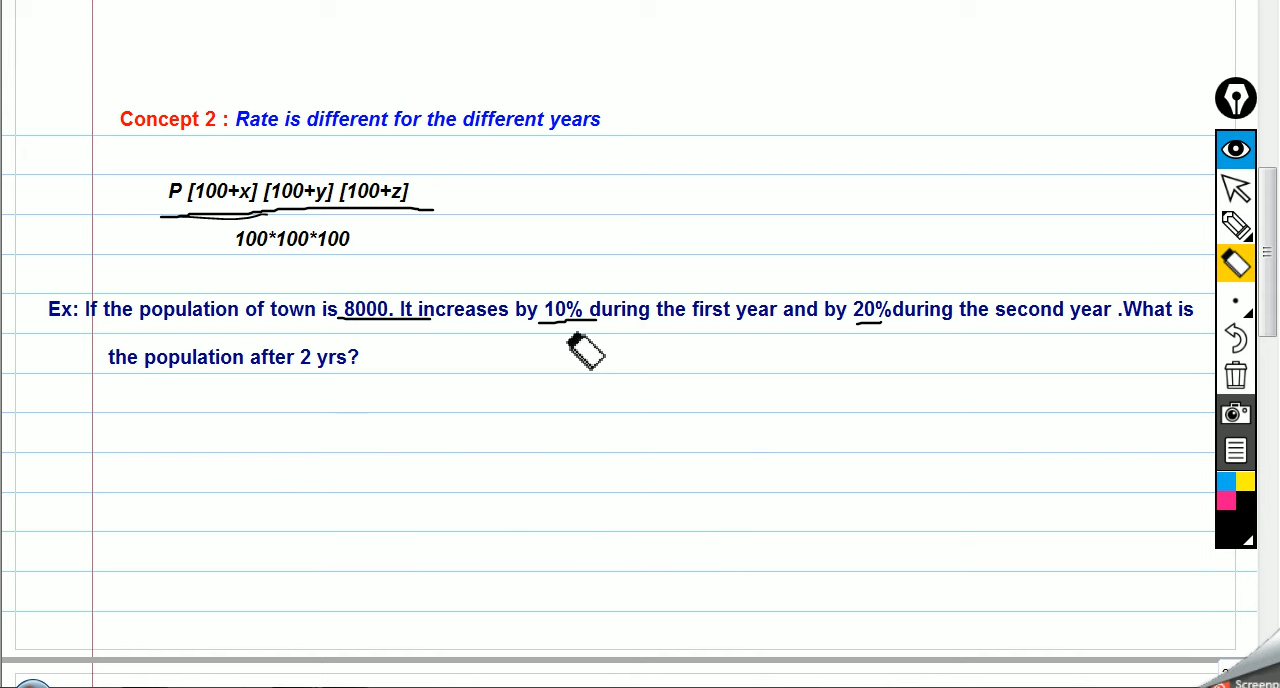 Concept 2 : Rate is different for the different years
P [100+x] [100+y] [100+z]
100*100*100
Ex: If the population of town is 8000. It increases by 10% during the first year and by 20%during the second year .What is
the population after 2 yrs?